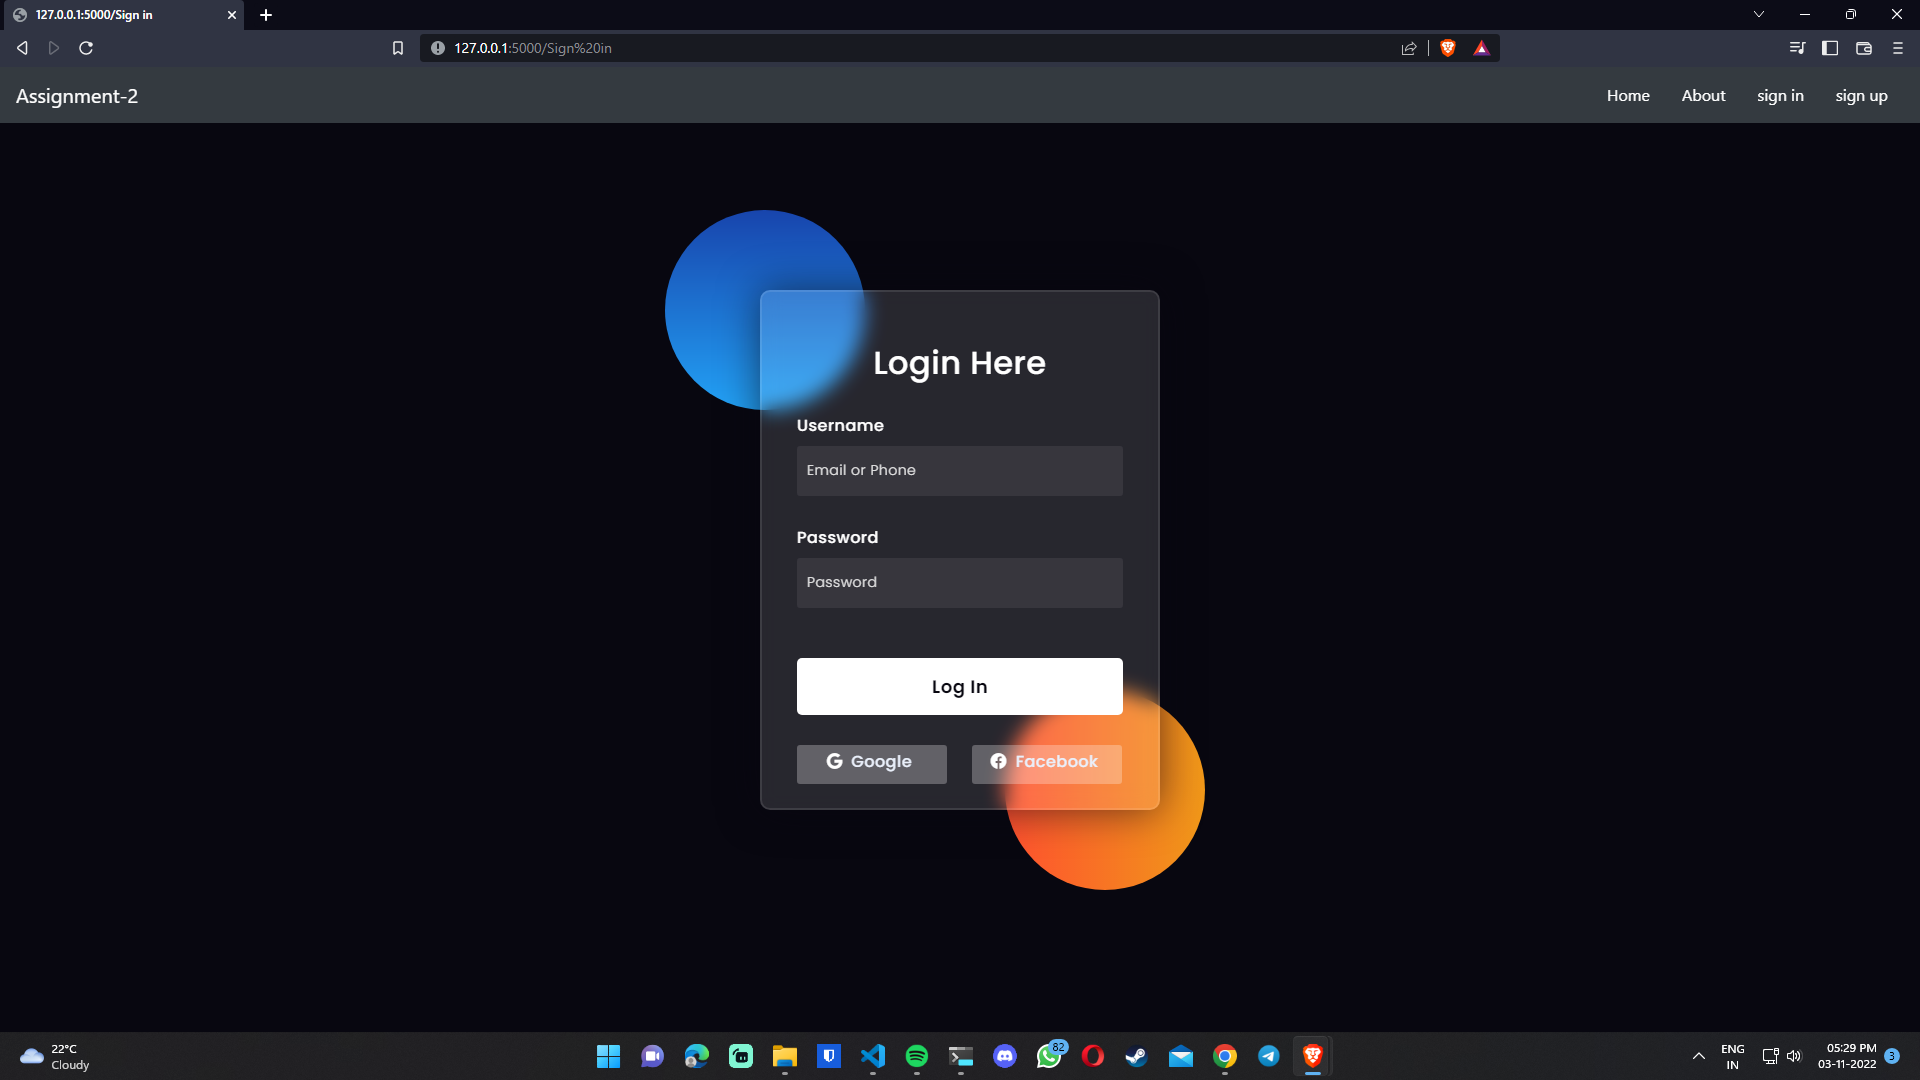 127.0.0.1:5000/Sign in
127.0.0.1:5000/Sign%20in
Assignment-2
Home
About
sign in
sign up
Login Here
Username
Email or Phone
Password
Password
Log In
Google
Facebook
22°C
Cloudy
82
ENG
IN
05:29 PM
03-11-2022
3